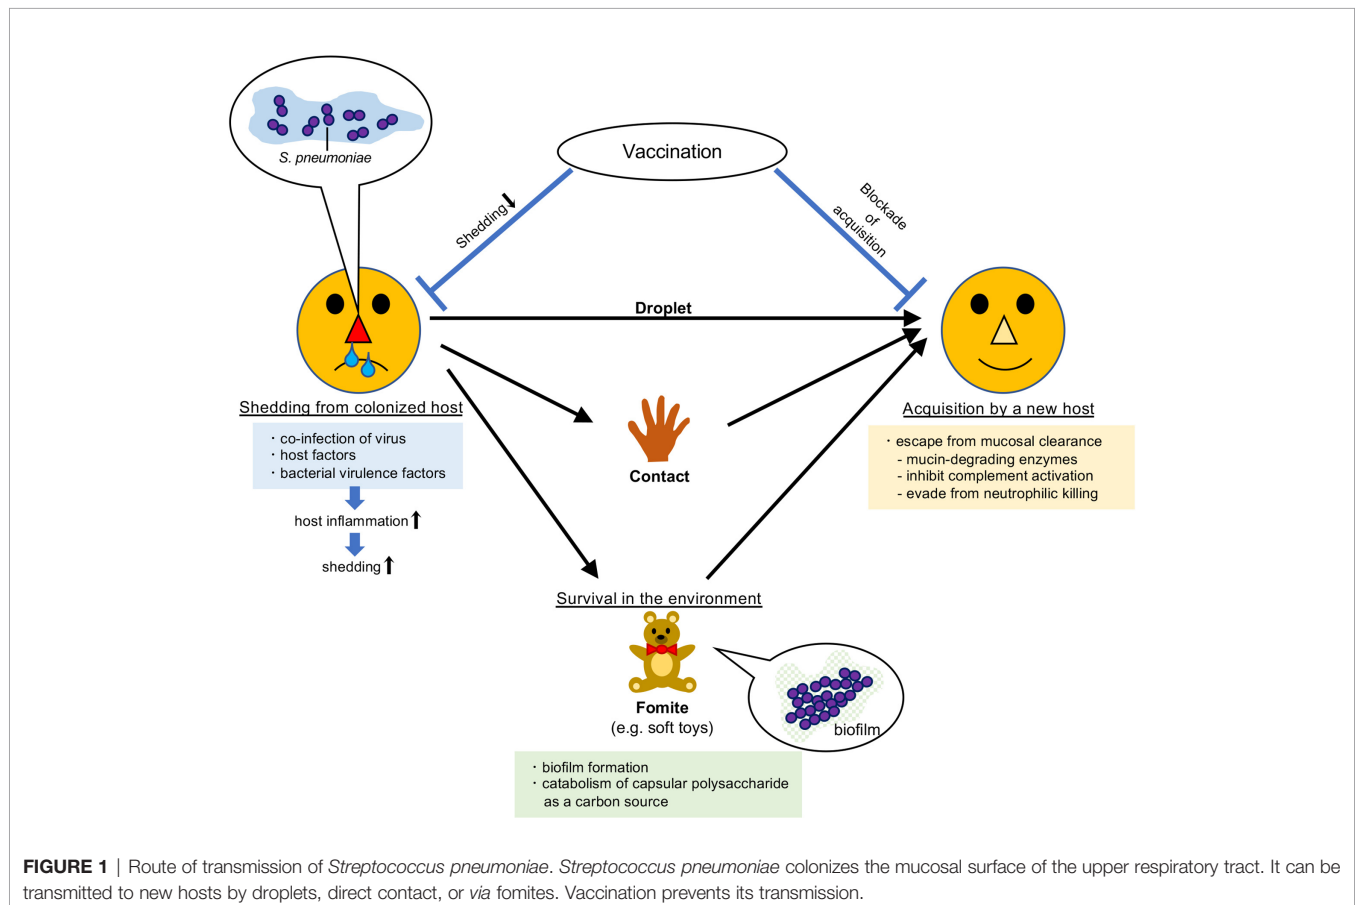 S. pneumoniae
Vaccination
Shedding
Blockade
of
acquisition
Droplet
Shedding from colonized host
· co-infection of virus
· host factors
· bacterial virulence factors
host inflammation
shedding
Contact
Acquisition by a new host
· escape from mucosal clearance
- mucin-degrading enzymes
- inhibit complement activation
- evade from neutrophilic killing
Survival in the environment
Fomite
(e.g. soft toys)
biofilm
· biofilm formation
· catabolism of capsular polysaccharide
as a carbon source
FIGURE 1 | Route of transmission of Streptococcus pneumoniae. Streptococcus pneumoniae colonizes the mucosal surface of the upper respiratory tract. It can be
transmitted to new hosts by droplets, direct contact, or via fomites. Vaccination prevents its transmission.